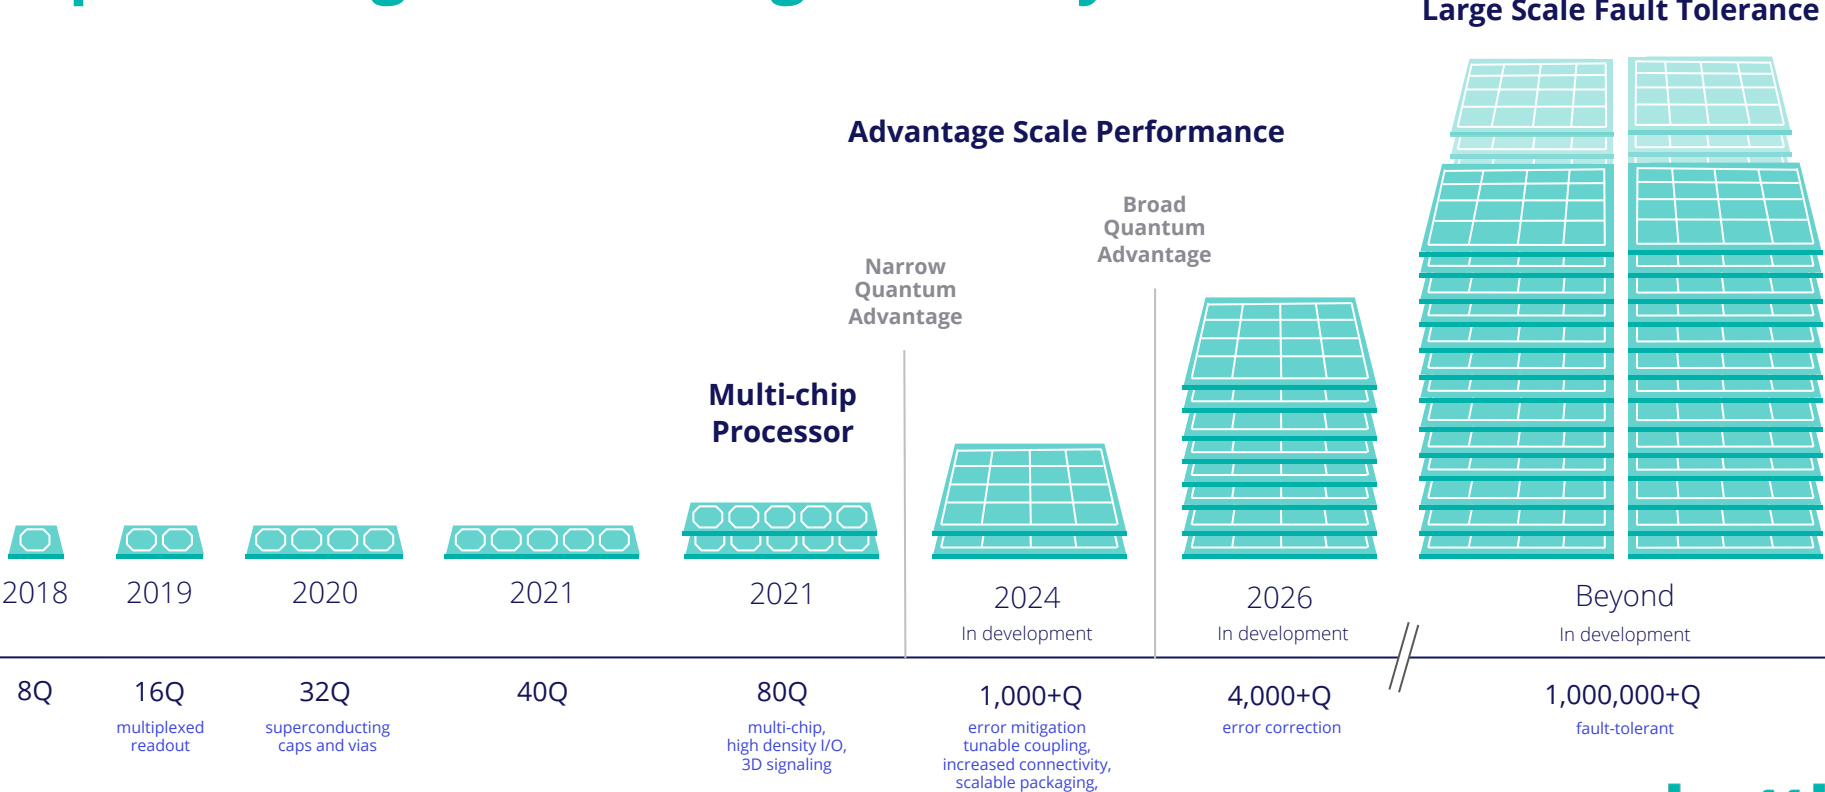 Large Scale Fault Tolerance
Advantage Scale Performance
Broad
Quantum
Advantage
Narrow
Quantum
Advantage
Multi-chip
Processor
2018
2019
2020
2021
2021
2024
In development
2026
In development
Beyond
In development
8Q
16Q
multiplexed
readout
32Q
superconducting
caps and vias
40Q
80Q
multi-chip,
high density I/O,
3D signaling
1,000+Q
error mitigation
tunable coupling,
increased connectivity,
scalable packaging,
4,000+Q
error correction
1,000,000+Q
fault-tolerant